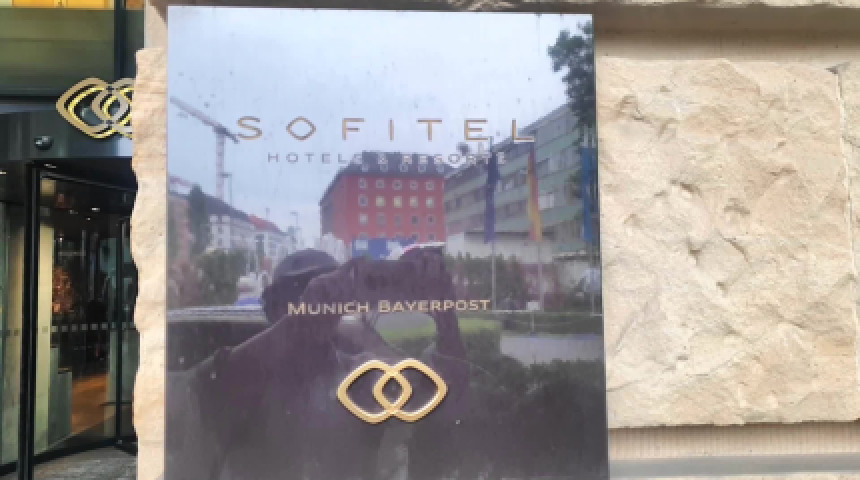 SOFITEL
HOTELS & RESORTS
MUNICH BAYERPOST